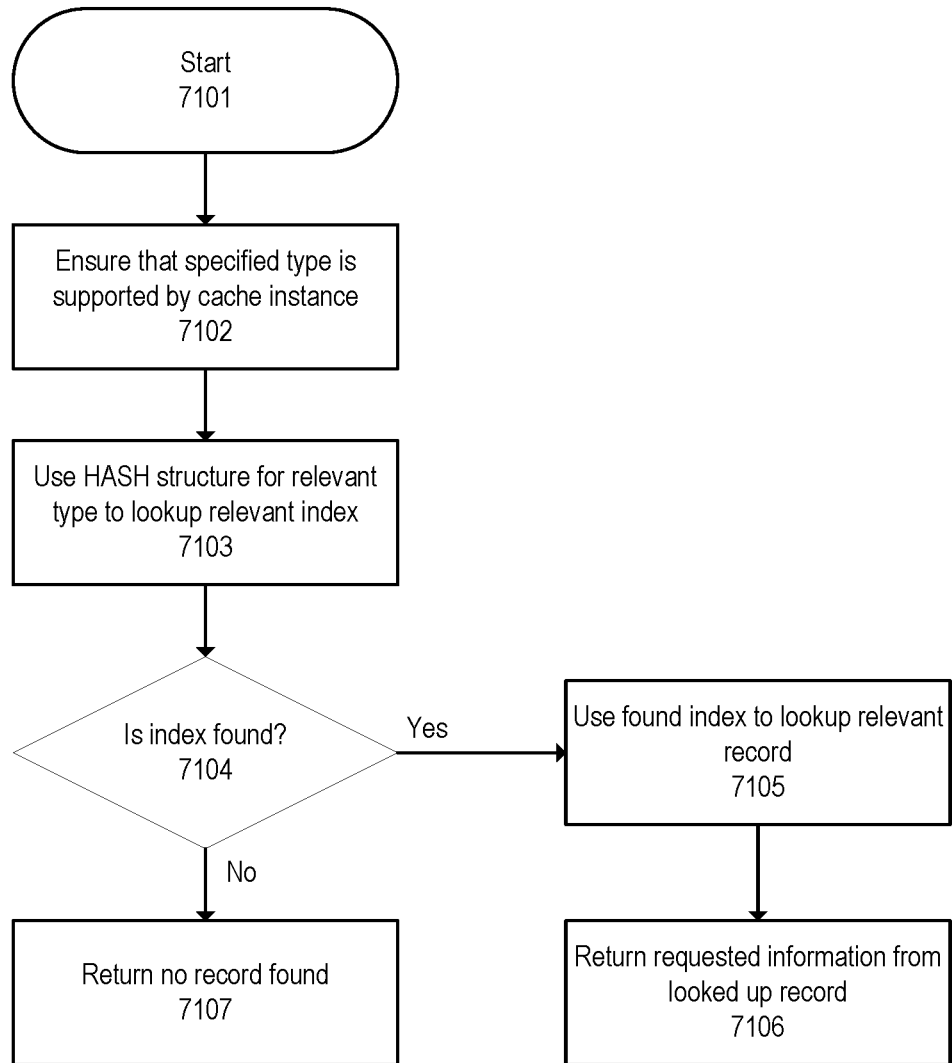 Start
7101
Ensure that specified type is
supported by cache instance
7102
Use HASH structure for relevant
type to lookup relevant index
7103
Is index found?
7104
Yes
Use found index to lookup relevant
record
7105
No
Return no record found
7107
Return requested information from
looked up record
7106